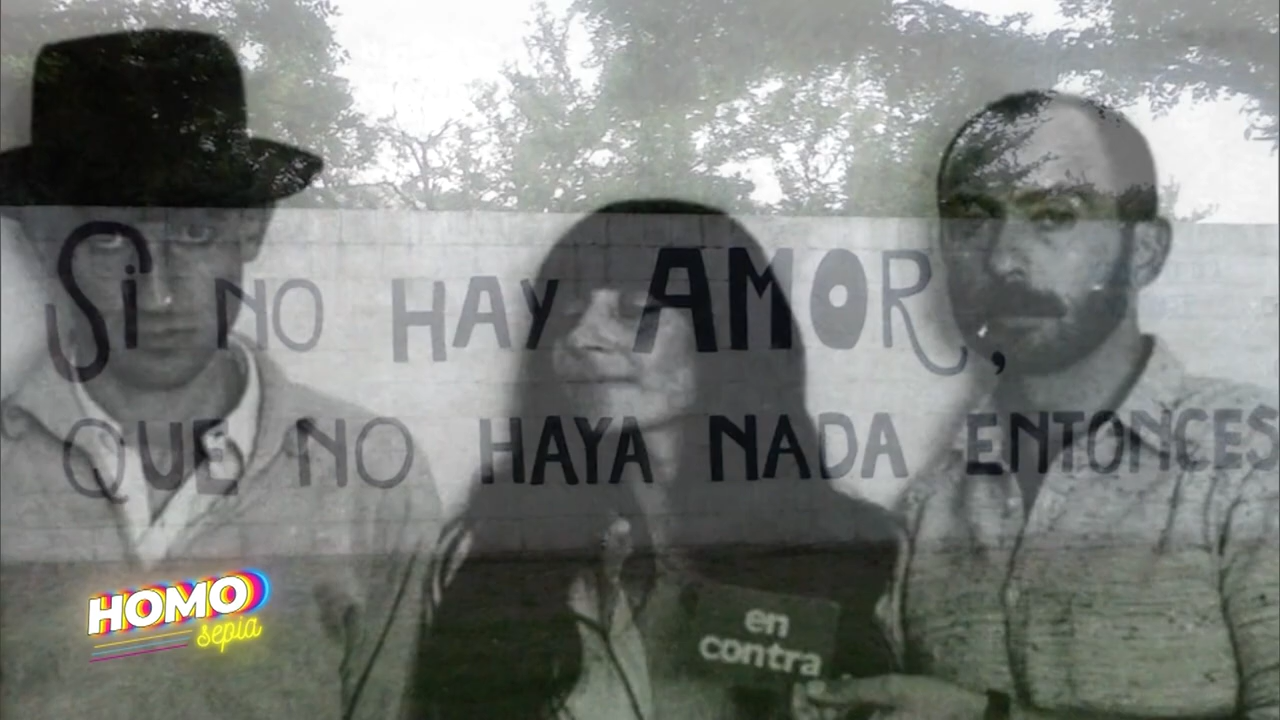 Si NO HAY AMOR,
QUE NO HAYA NADA ENTONCES
en
contra
HOMO
sepia